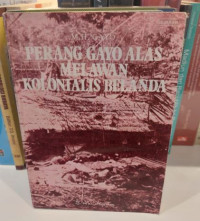 PERANG GAYO ALAS
MELAWAN
KOLONIALIS BELANDA